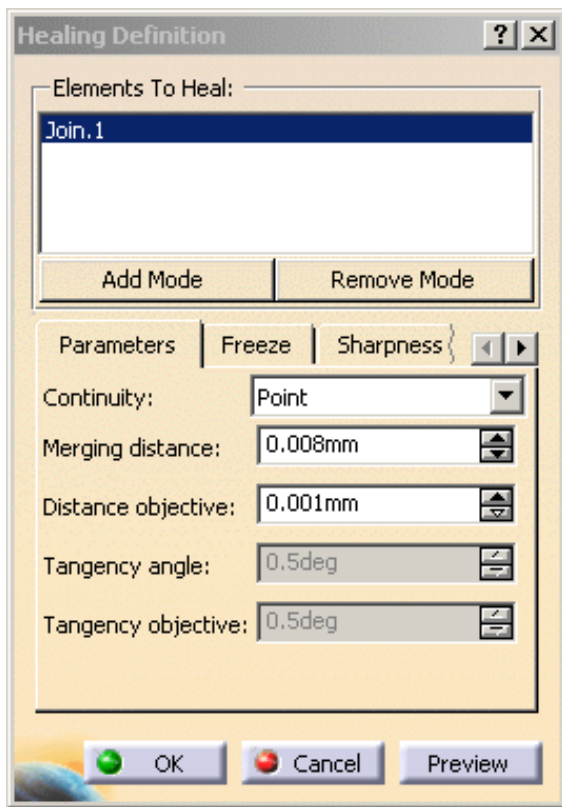 Healing Definition
Elements To Heal:
Join.1
Add Mode Remove Mode
Parameters Freeze Sharpness
Continuity: Point
Merging distance: 0.008mm
Distance objective: 0.001mm
Tangency angle: 0.5deg
Tangency objective: 0.5deg
OK Cancel Preview